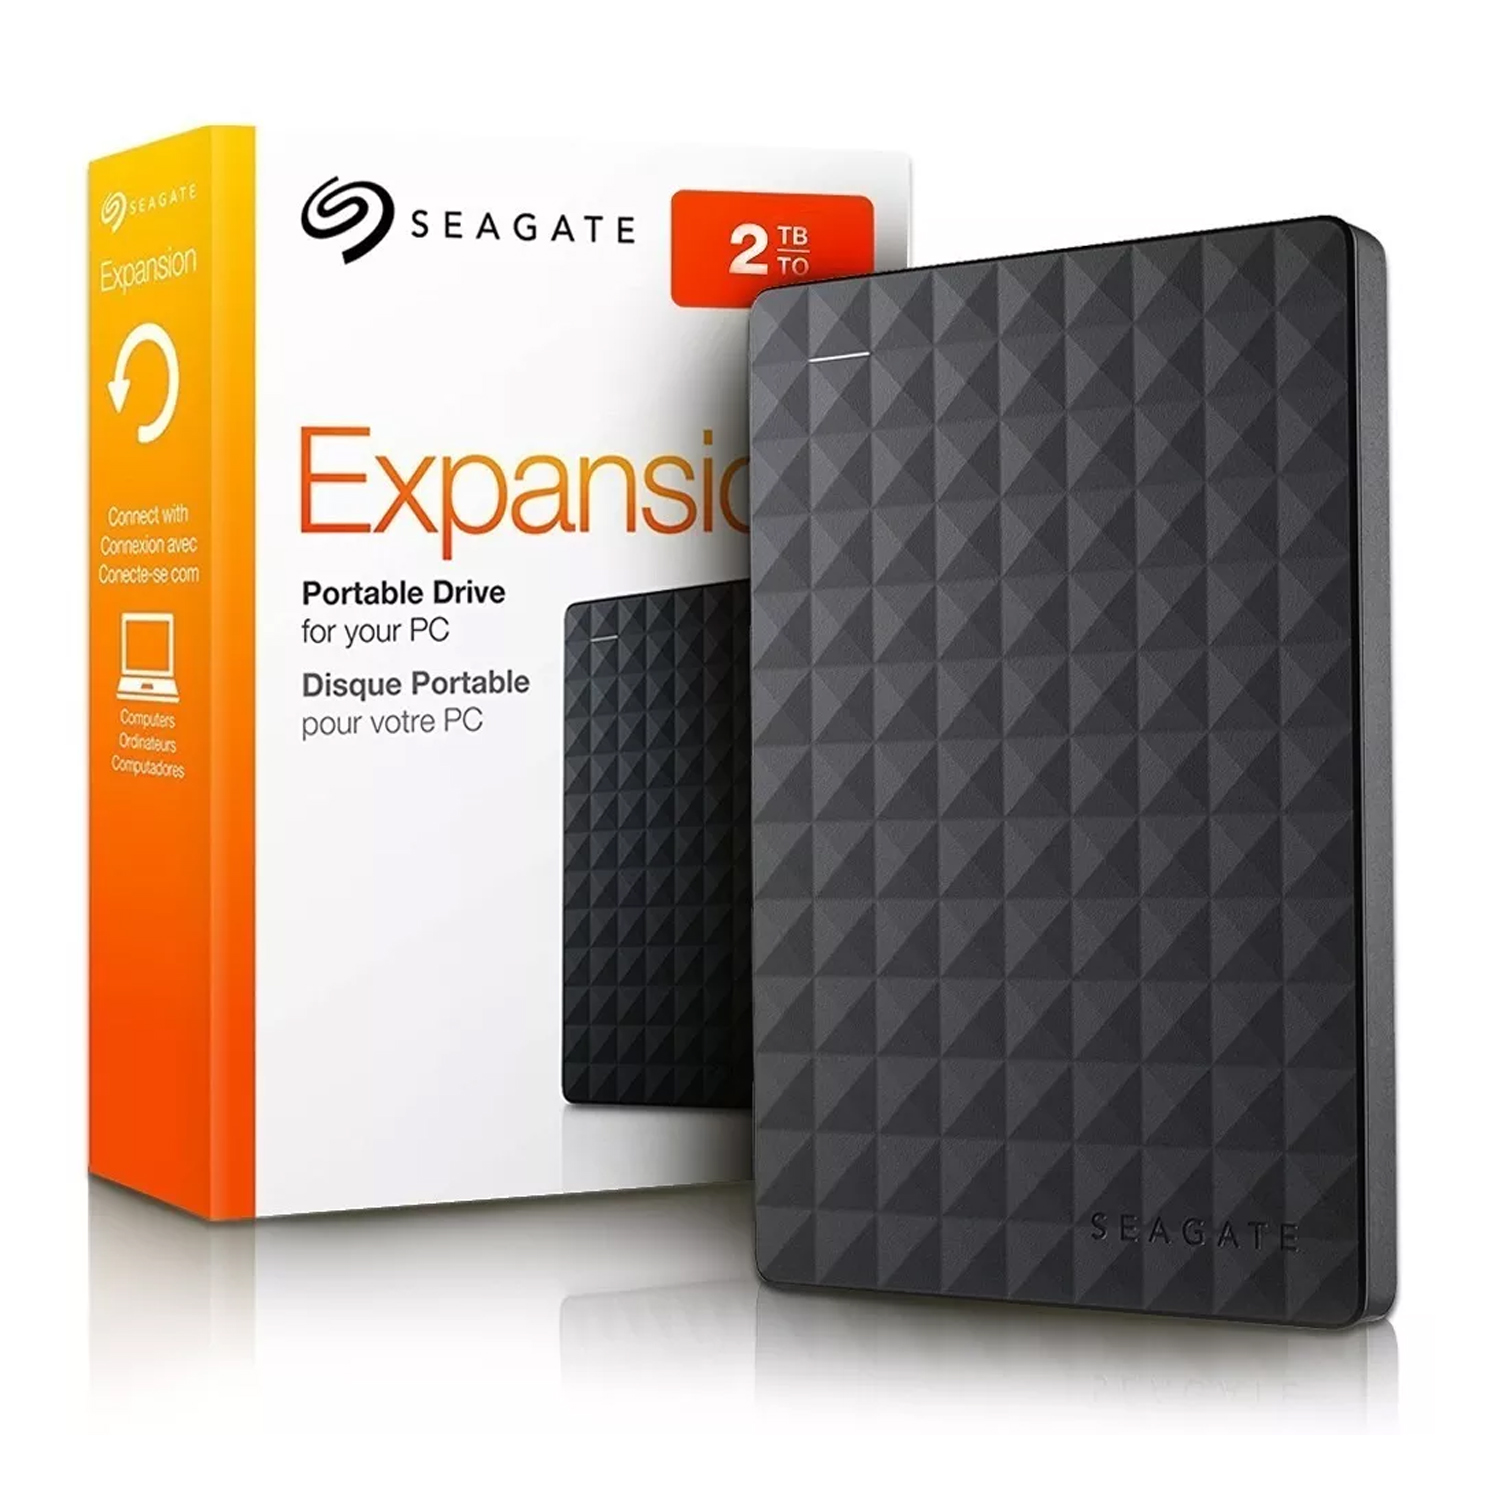 SEAGATE
Expansion
Connect with
Connexion avec
Conecte-se com
Computers
Ordinateurs
Computadores
SEAGATE
2 TB
TO
Expansio
Portable Drive
for your PC
Disque Portable
pour votre PC
SEAGATE